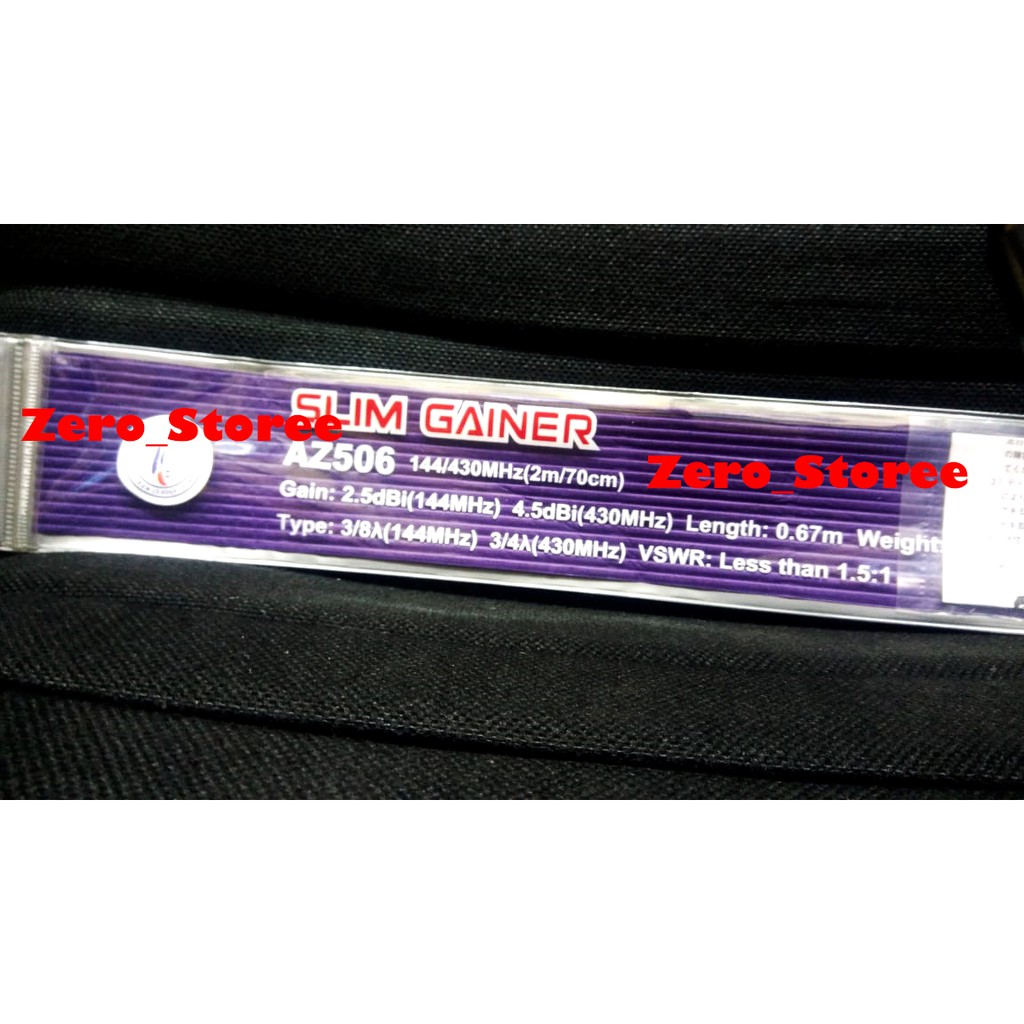 SLIM GAINER
Zero_Storee
AZ506 144/430MHz(2m/70cm)
Zero_Storee
Gain: 2.5dBi(144MHz) 4.5dBi(430MHz) Length: 0.67m Weight:
Type: 3/8λ(144MHz) 3/4λ(430MHz) VSWR: Less than 1.5:1